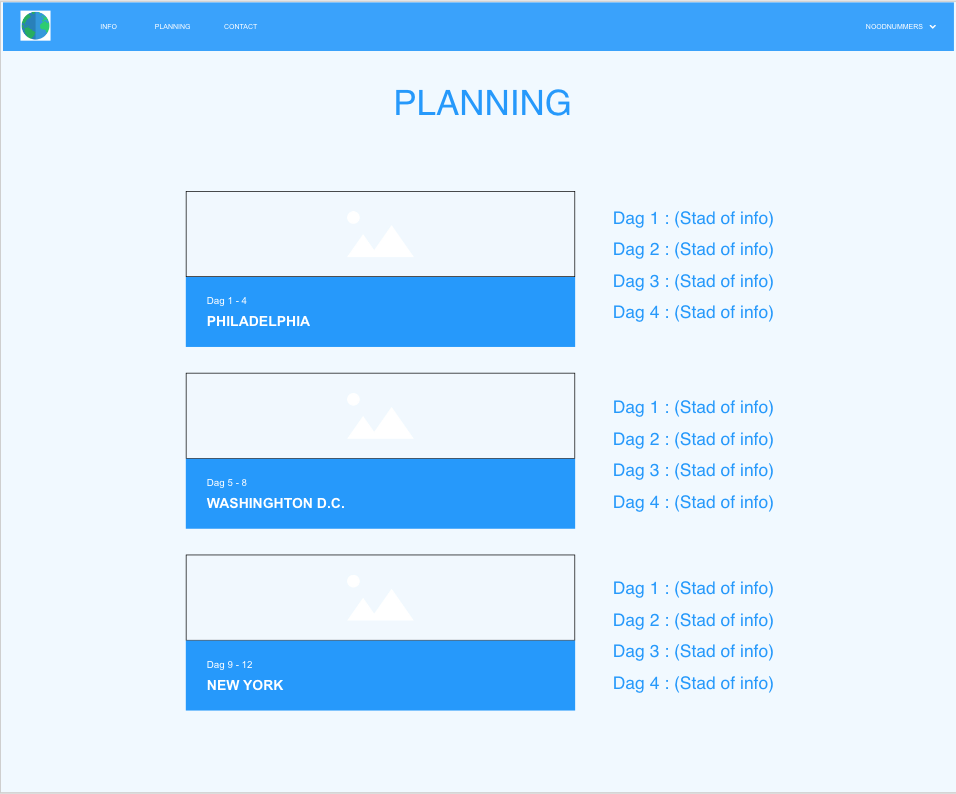 INFO
PLANNING
CONTACT
NOODNUMMERS
PLANNING
Dag 1 - 4
PHILADELPHIA
Dag 1 : (Stad of info)
Dag 2 : (Stad of info)
Dag 3 : (Stad of info)
Dag 4 : (Stad of info)
Dag 5 - 8
WASHINGHTON D.C.
Dag 1 : (Stad of info)
Dag 2 : (Stad of info)
Dag 3 : (Stad of info)
Dag 4 : (Stad of info)
Dag 9 - 12
NEW YORK
Dag 1 : (Stad of info)
Dag 2 : (Stad of info)
Dag 3 : (Stad of info)
Dag 4 : (Stad of info)